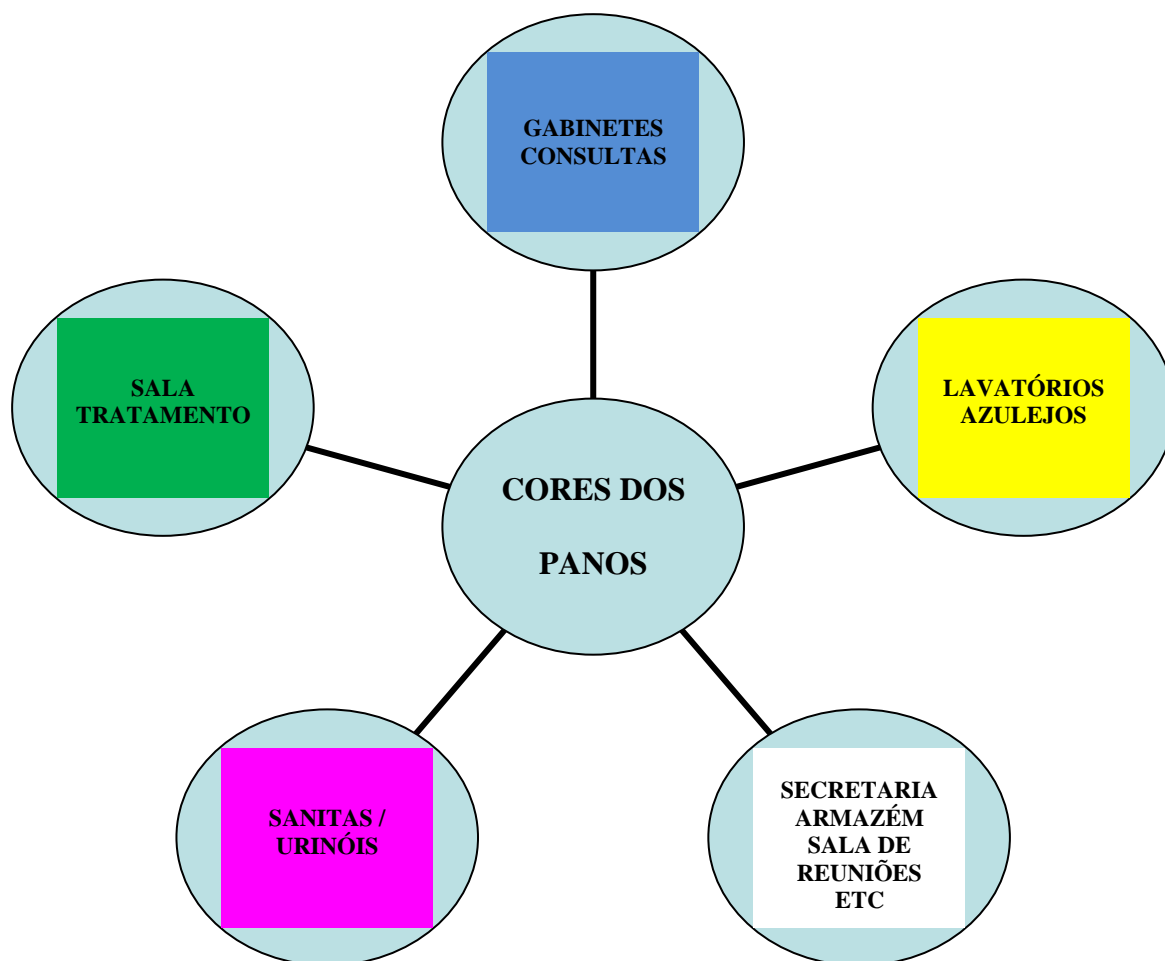 GABINETES
CONSULTAS
SALA
TRATAMENTO
LAVATÓRIOS
AZULEJOS
CORES DOS
PANOS
SANITAS /
URINÓIS
SECRETARIA
ARMAZÉM
SALA DE
REUNIÕES
ETC